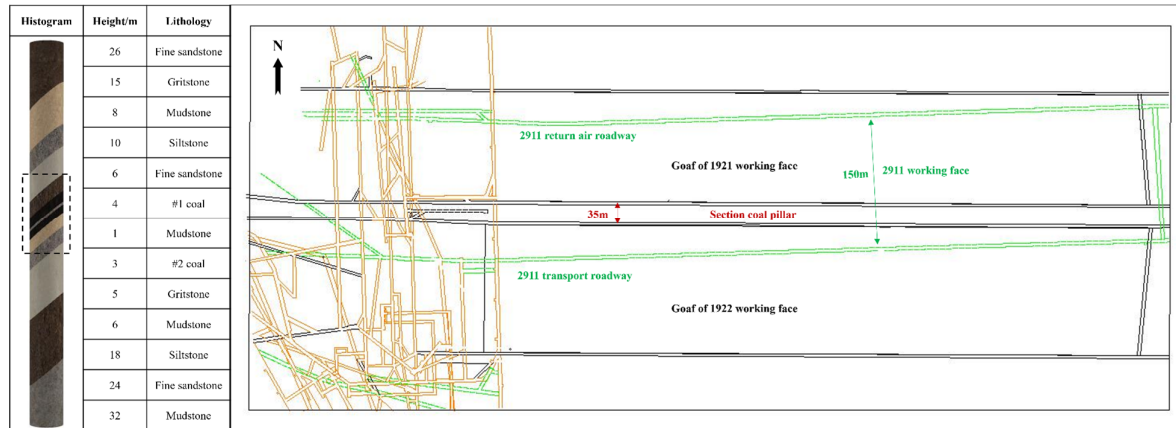 Histogram Height/m Lithology
26 Fine sandstone
15 Gritstone
8 Mudstone
10 Siltstone
6 Fine sandstone
4 #1 coal
1 Mudstone
3 #2 coal
5 Gritstone
6 Mudstone
18 Siltstone
24 Fine sandstone
32 Mudstone
N
2911 return air roadway
Goaf of 1921 working face
150m
2911 working face
35m
Section coal pillar
2911 transport roadway
Goaf of 1922 working face